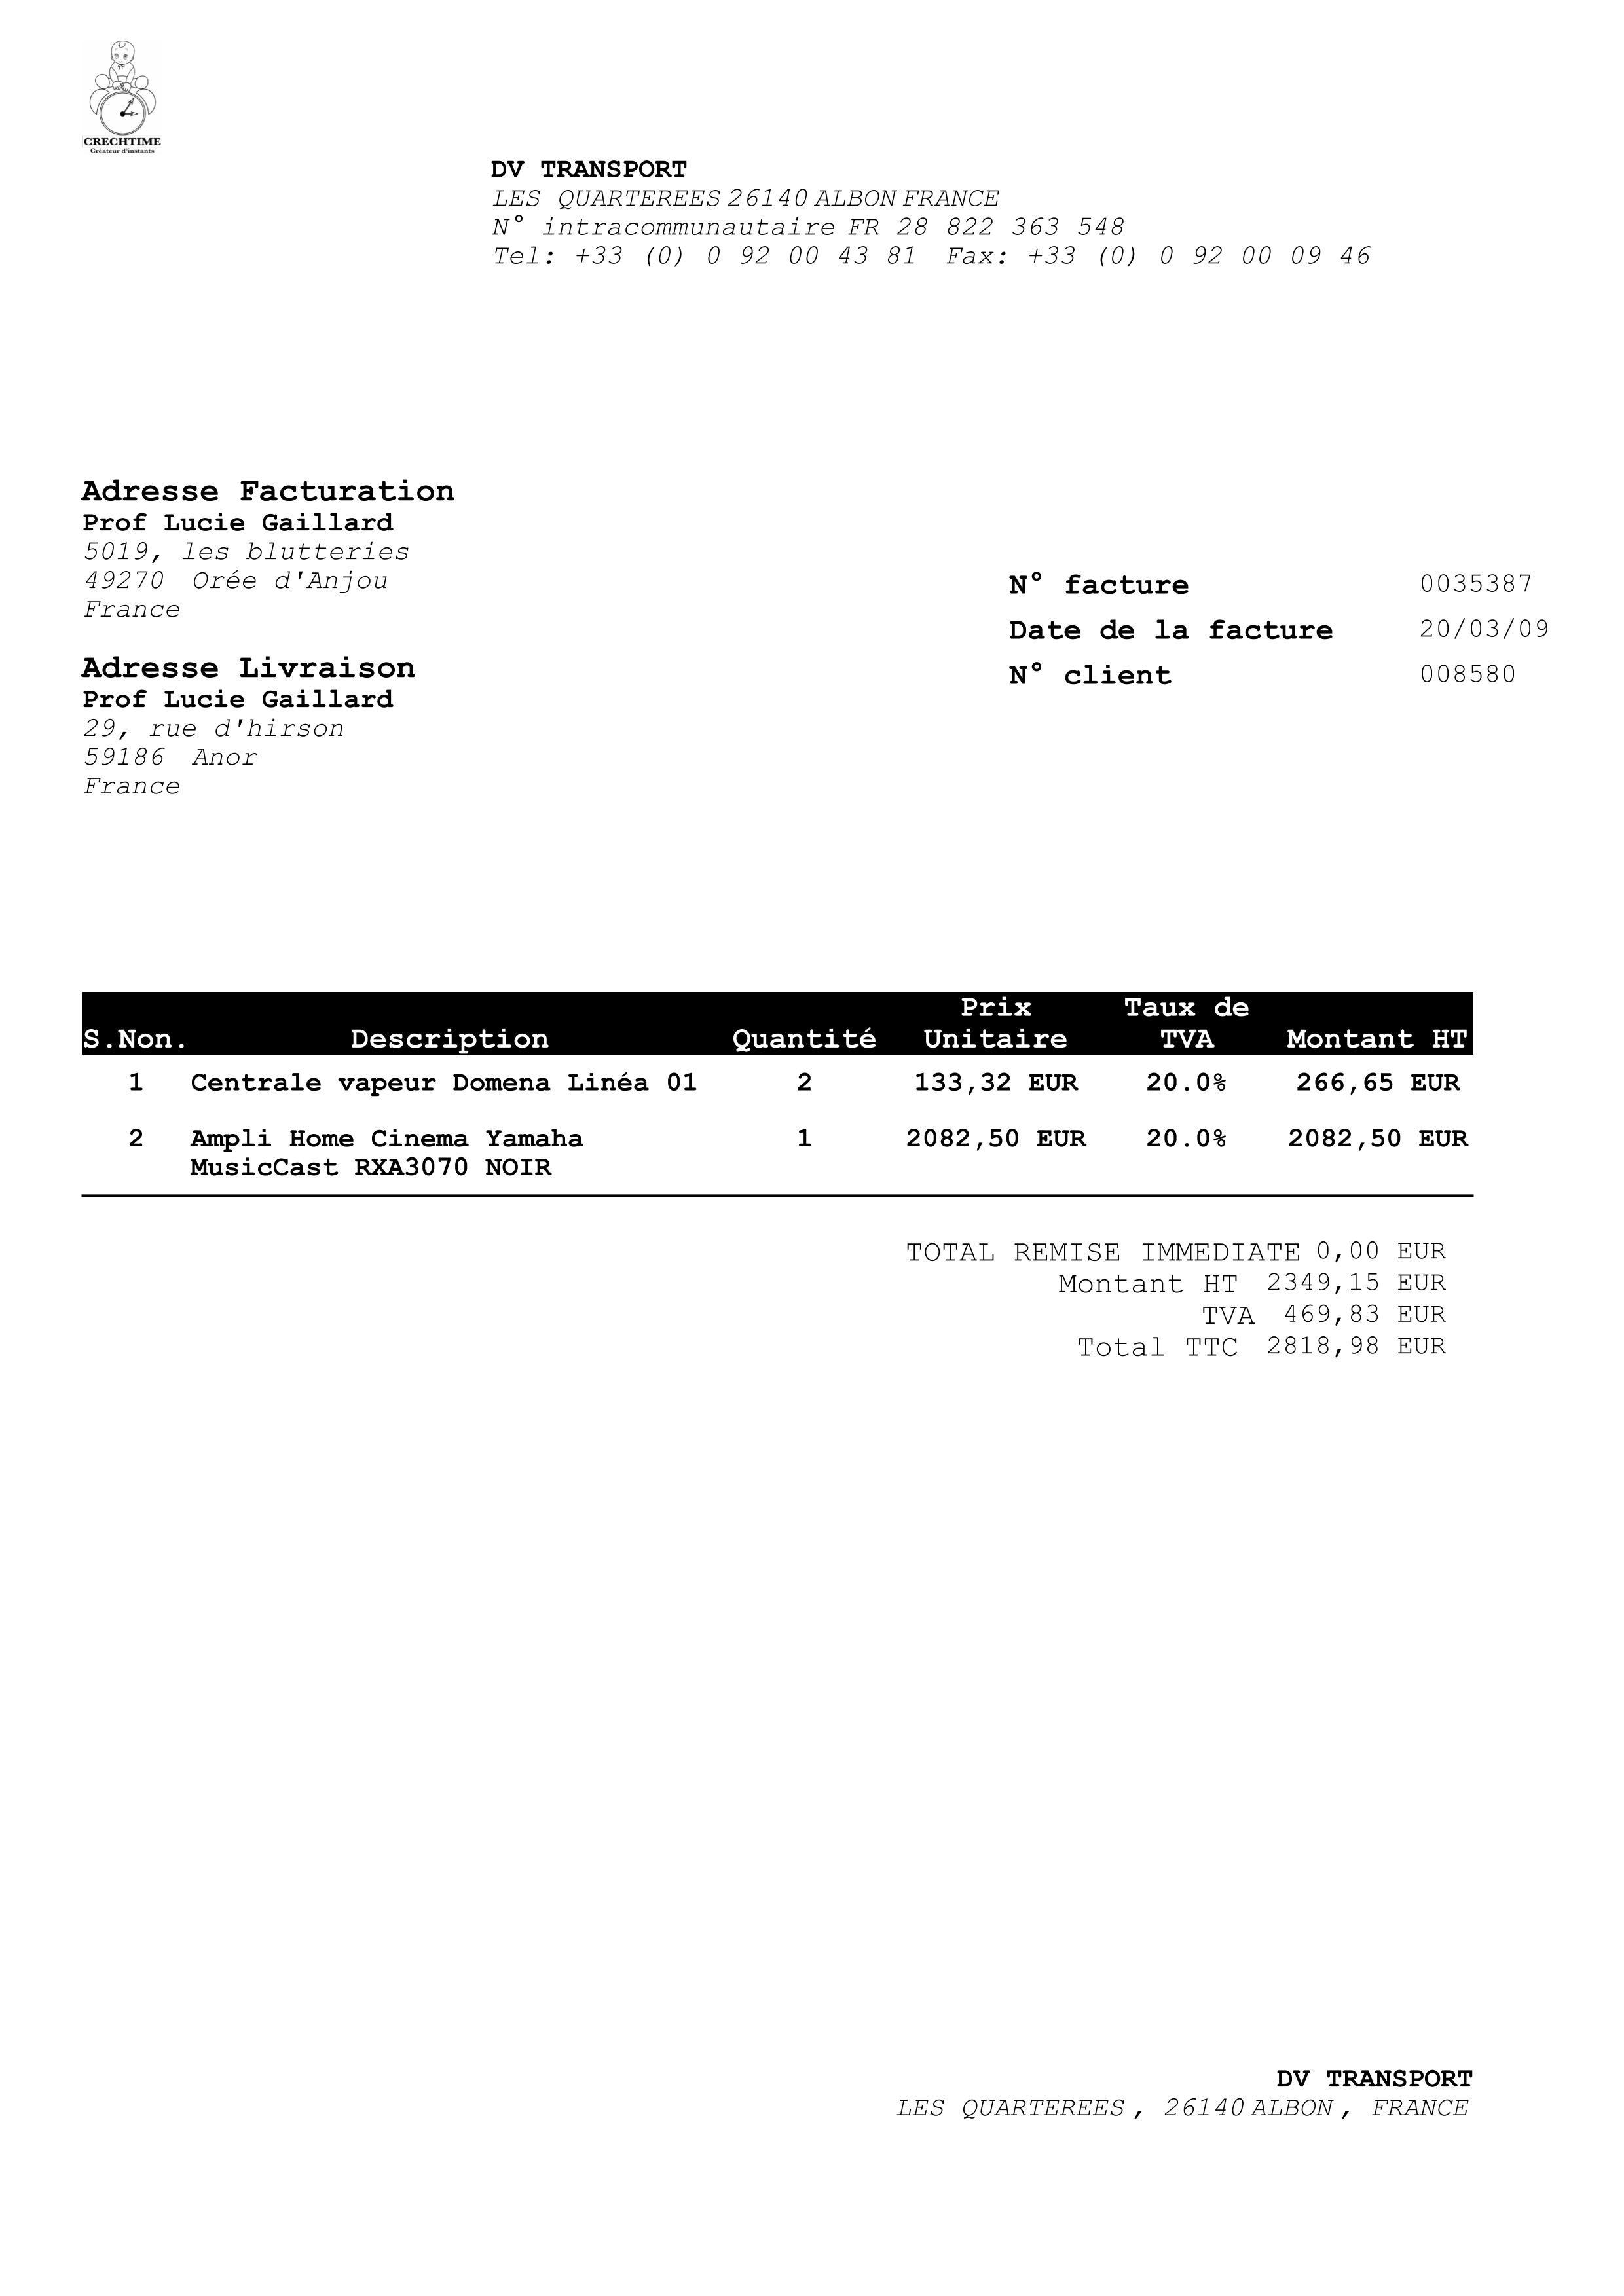 CRECHTIME
Créateur d'instants
DV TRANSPORT
LES QUARTEREES 26140 ALBON FRANCE
N° intracommunautaire FR 28 822 363 548
Tel: +33 (0) 0 92 00 43 81 Fax: +33 (0) 0 92 00 09 46
Adresse Facturation
Prof Lucie Gaillard
5019, les blutteries
49270 Orée d'Anjou
France
N° facture 0035387
Date de la facture 20/03/09
N° client 008580
Adresse Livraison
Prof Lucie Gaillard
29, rue d'hirson
59186 Anor
France
S.Non. Description Quantité Prix Unitaire Taux de TVA Montant HT
1 Centrale vapeur Domena Linéa 01 2 133,32 EUR 20.0% 266,65 EUR
2 Ampli Home Cinema Yamaha 1 2082,50 EUR 20.0% 2082,50 EUR
MusicCast RXA3070 NOIR
TOTAL REMISE IMMEDIATE 0,00 EUR
Montant HT 2349,15 EUR
TVA 469,83 EUR
Total TTC 2818,98 EUR
DV TRANSPORT
LES QUARTEREES , 26140 ALBON , FRANCE